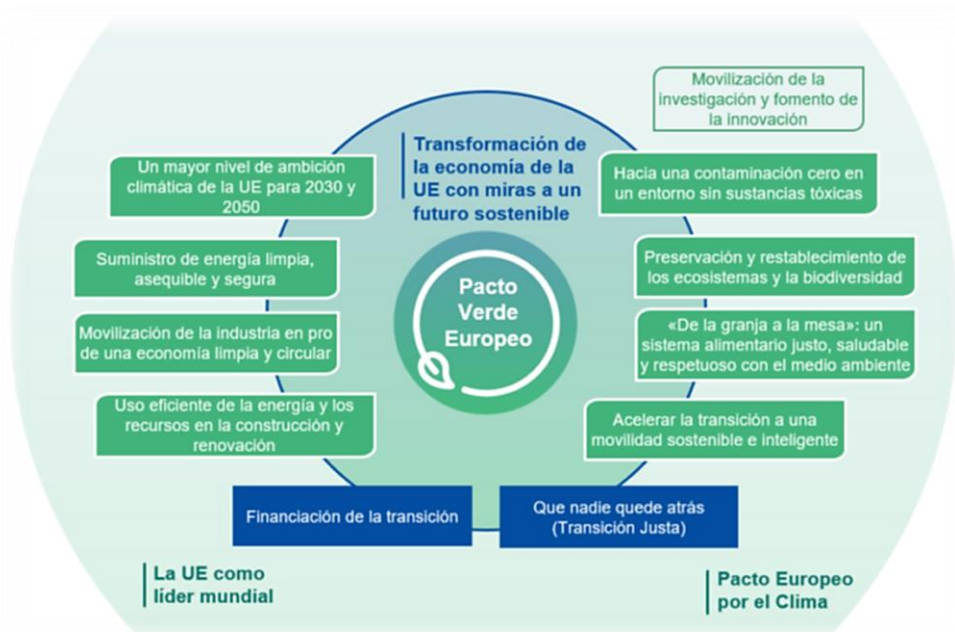 Movilización de la
investigación y fomento de
la innovación
Transformación de
la economía de la
UE con miras a un
futuro sostenible
Un mayor nivel de ambición
climática de la UE para 2030 y
2050
Suministro de energía limpia,
asequible y segura
Movilización de la industria en pro
de una economía limpia y circular
Uso eficiente de la energía y los
recursos en la construcción y
renovación
Pacto
Verde
Europeo
Hacia una contaminación cero en
un entorno sin sustancias tóxicas
Preservación y restablecimiento de
los ecosistemas y la biodiversidad
«De la granja a la mesa»: un
sistema alimentario justo, saludable
y respetuoso con el medio ambiente
Acelerar la transición a una
movilidad sostenible e inteligente
Financiación de la transición
Que nadie quede atrás
(Transición Justa)
La UE como
líder mundial
Pacto Europeo
por el Clima